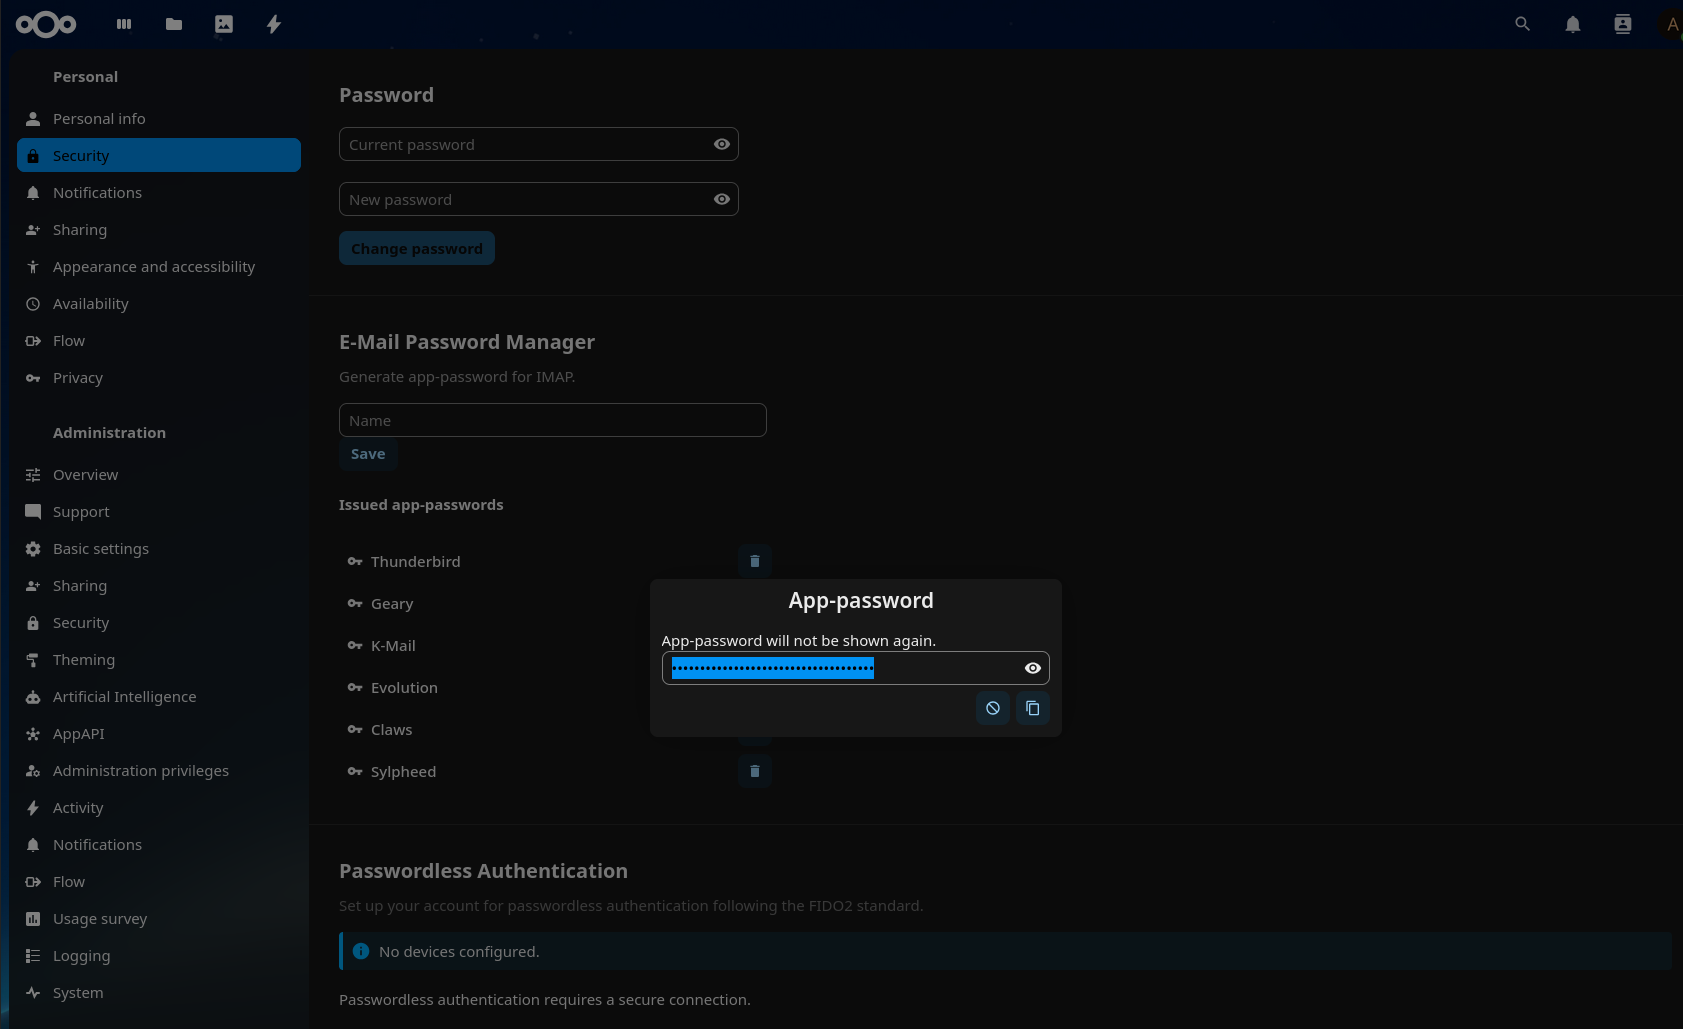 A
Personal
Personal info
Security
Notifications
Sharing
Appearance and accessibility
Availability
Flow
Privacy
Administration
Overview
Support
Basic settings
Sharing
Security
Theming
Artificial Intelligence
AppAPI
Administration privileges
Activity
Notifications
Flow
Usage survey
Logging
System
Password
Current password
New password
Change password
E-Mail Password Manager
Generate app-password for IMAP.
Name
Save
Issued app-passwords
Thunderbird
Geary
K-Mail
Evolution
Claws
Sylpheed
App-password
App-password will not be shown again.
Passwordless Authentication
Set up your account for passwordless authentication following the FIDO2 standard.
No devices configured.
Passwordless authentication requires a secure connection.